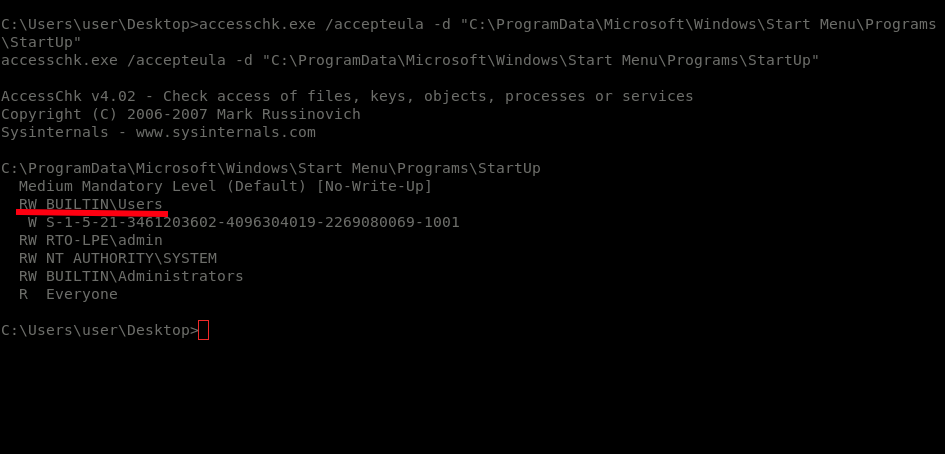 C:\Users\user\Desktop>accesschk.exe /accepteula -d "C:\ProgramData\Microsoft\Windows\Start Menu\Programs
\StartUp"
accesschk.exe /accepteula -d "C:\ProgramData\Microsoft\Windows\Start Menu\Programs\StartUp"
AccessChk v4.02 - Check access of files, keys, objects, processes or services
Copyright (C) 2006-2007 Mark Russinovich
Sysinternals - www.sysinternals.com
C:\ProgramData\Microsoft\Windows\Start Menu\Programs\StartUp
  Medium Mandatory Level (Default) [No-Write-Up]
  RW BUILTIN\Users
   W S-1-5-21-3461203602-4096304019-2269080069-1001
  RW RTO-LPE\admin
  RW NT AUTHORITY\SYSTEM
  RW BUILTIN\Administrators
  R  Everyone
C:\Users\user\Desktop>